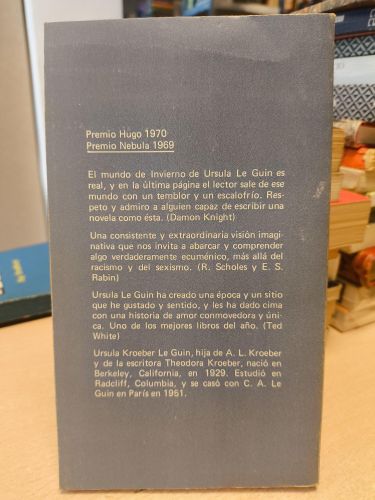 Premio Hugo 1970
Premio Nebula 1969
El mundo de Invierno de Ursula Le Guin es
real, y en la última página el lector sale de ese
mundo con un temblor y un escalofrío. Res-
peto y admiro a alguien capaz de escribir una
novela como ésta. (Damon Knight)
Una consistente y extraordinaria visión imagi-
nativa que nos invita a abarcar y comprender
algo verdaderamente ecuménico, más allá del
racismo y del sexismo. (R. Scholes y E. S.
Rabin)
Ursula Le Guin ha creado una época y un sitio
que he gustado y sentido, y les ha dado cima
con una historia de amor conmovedora y úni-
ca. Uno de los mejores libros del año. (Ted
White)
Ursula Kroeber Le Guin, hija de A. L. Kroeber
y de la escritora Theodora Kroeber, nació en
Berkeley, California, en 1929. Estudió en
Radcliff, Columbia, y se casó con C. A. Le
Guin en París en 1951.